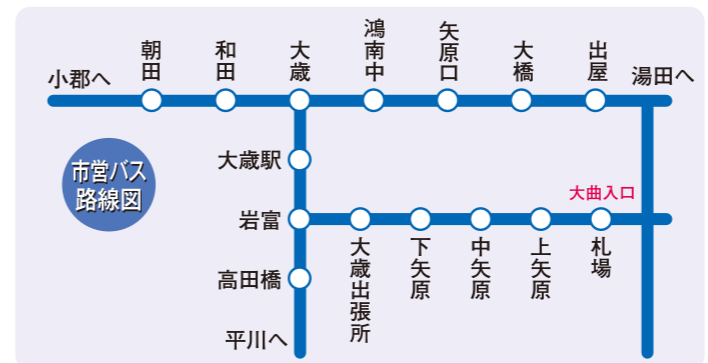 小郡へ
朝田
和田
大歳
鴻南中
矢原口
大橋
出屋
湯田へ
市営バス
路線図
大歳駅
岩富
高田橋
平川へ
大歳出張所
下矢原
中矢原
上矢原
札場
大曲入口